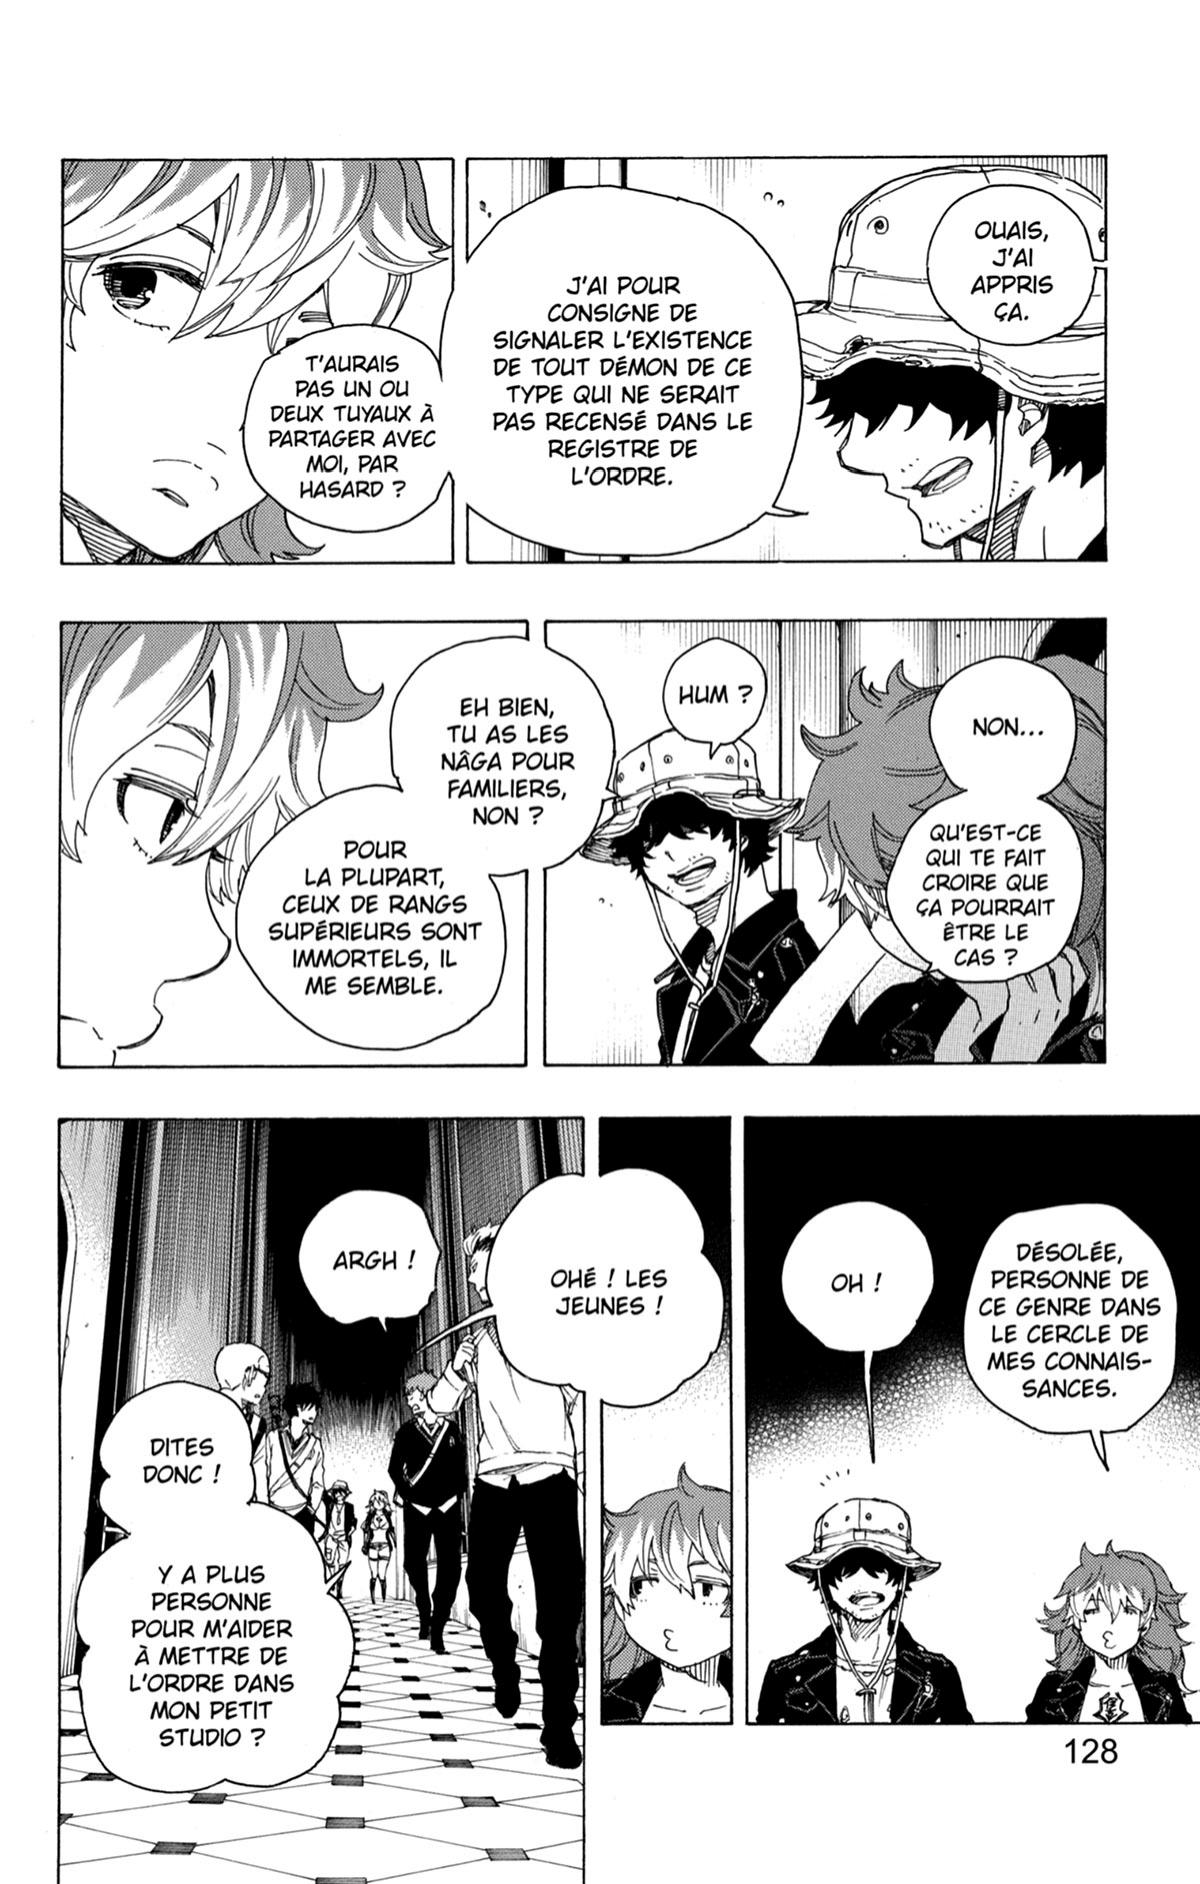 OUAIS,
J'AI
APPRIS
ÇA.
J'AI POUR
CONSIGNE DE
SIGNALER L'EXISTENCE
DE TOUT DÉMON DE CE
TYPE QUI NE SERAIT
PAS RECENSÉ DANS LE
REGISTRE DE
L'ORDRE.
T'AURAIS
PAS UN OU
DEUX TUYAUX À
PARTAGER AVEC
MOI, PAR
HASARD ?
NON...
QU'EST-CE
QUI TE FAIT
CROIRE QUE
ÇA POURRAIT
ÊTRE LE
CAS ?
HUM ?
EH BIEN,
TU AS LES
NÂGA POUR
FAMILIERS,
NON ?
POUR
LA PLUPART,
CEUX DE RANGS
SUPÉRIEURS SONT
IMMORTELS, IL
ME SEMBLE.
DÉSOLÉE,
PERSONNE DE
CE GENRE DANS
LE CERCLE DE
MES CONNAIS-
SANCES.
OH !
OHÉ ! LES
JEUNES !
ARGH !
DITES
DONC !
Y A PLUS
PERSONNE
POUR M'AIDER
À METTRE DE
L'ORDRE DANS
MON PETIT
STUDIO ?
128